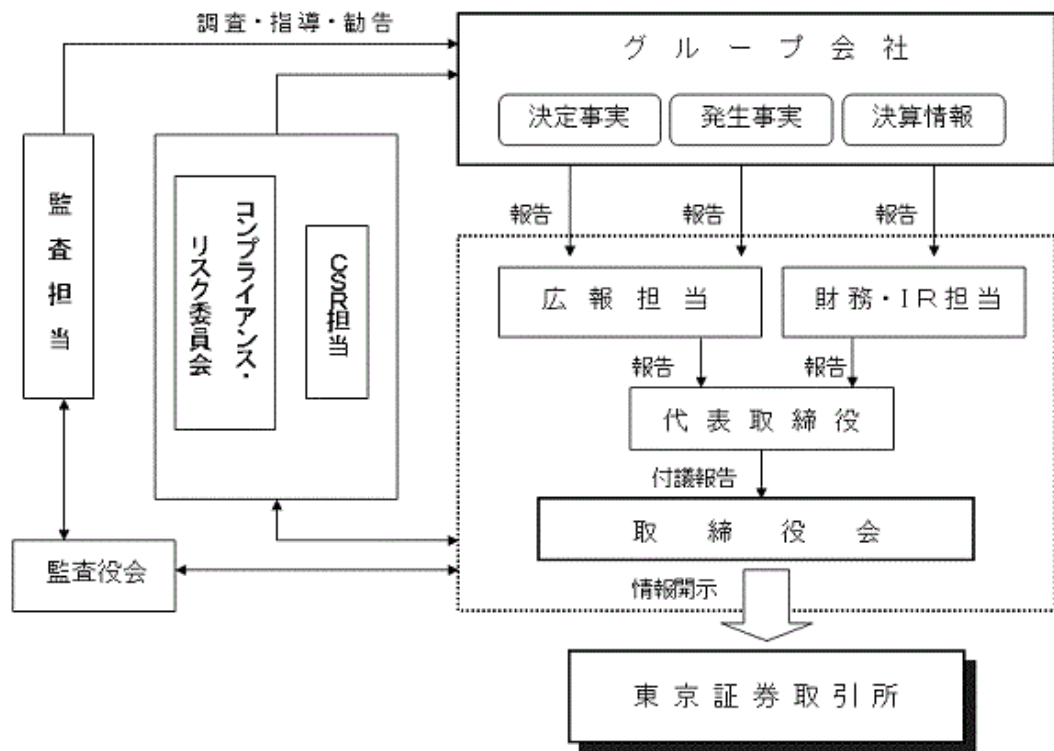 調査・指導・勧告
グループ会社
決定事実
発生事実
決算情報
監査担当
コンプライアンス・
リスク委員会
CSR担当
報告
報告
報告
広報担当
財務・IR担当
報告
報告
代表取締役
付議報告
取締役会
監査役会
情報開示
東京証券取引所